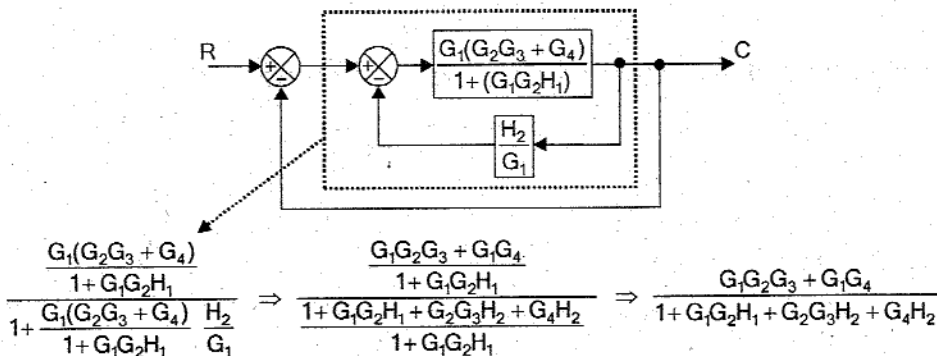 R + − + − G₁(G₂G₃ + G₄) / 1 + (G₁G₂H₁) C
H₂ / G₁
G₁(G₂G₃ + G₄) / 1 + G₁G₂H₁ / 1 + G₁(G₂G₃ + G₄) / 1 + G₁G₂H₁ H₂ / G₁ ⇒ G₁G₂G₃ + G₁G₄ / 1 + G₁G₂H₁ / 1 + G₁G₂H₁ + G₂G₃H₂ + G₄H₂ / 1 + G₁G₂H₁ ⇒ G₁G₂G₃ + G₁G₄ / 1 + G₁G₂H₁ + G₂G₃H₂ + G₄H₂